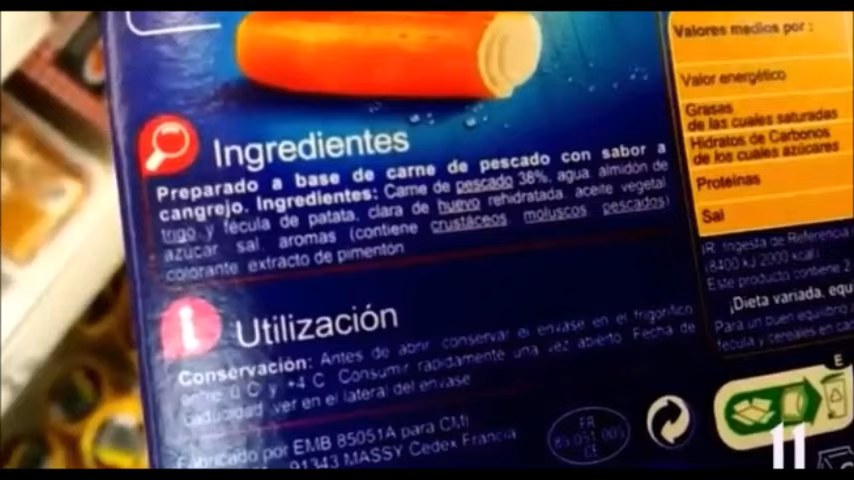 Ingredientes
Preparado a base de carne de pescado con sabor a
cangrejo. Ingredientes: Carne de pescado 38%, agua, almidón de
trigo y fécula de patata, clara de huevo rehidratada, aceite vegetal
azúcar, sal, aromas (contiene crustáceos moluscos, pescados)
colorante extracto de pimentón
Utilización
Conservación: Antes de abrir conservar el envase en el frigorífico
entre 0°C y +4°C Consumir rapidamente una vez abierto. Fecha de
caducidad ver en el lateral del envase
Fabricado por EMB 85051A para CMI
91343 MASSY Cedex Francia
FR
85.051.005
CE
Valores medios por :
Valor energético
Grasas
de las cuales saturadas
Hidratos de Carbonos
de los cuales azúcares
Proteínas
Sal
IR: Ingesta de Referencia
(8400 kJ/2000 kcal)
Este producto contiene 2
¡Dieta variada, equ
Para un buen equilibrio
fécula y cereales en ca
E
11